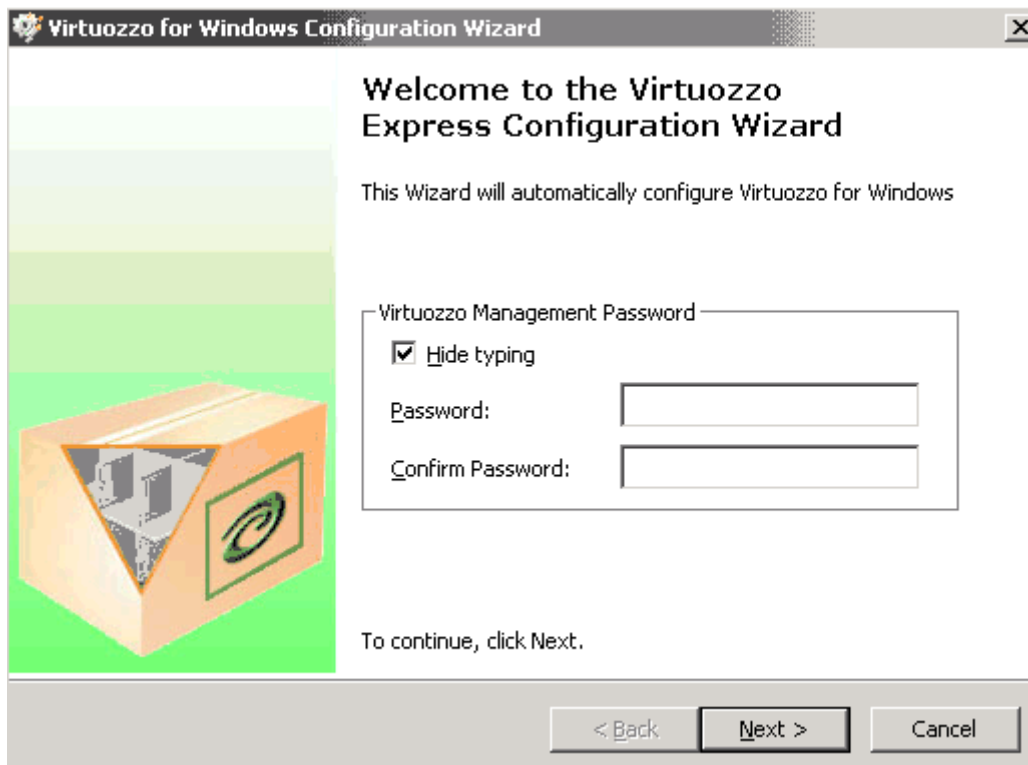 Virtuozzo for Windows Configuration Wizard
Welcome to the Virtuozzo
Express Configuration Wizard
This Wizard will automatically configure Virtuozzo for Windows
Virtuozzo Management Password
Hide typing
Password:
Confirm Password:
To continue, click Next.
< Back
Next >
Cancel